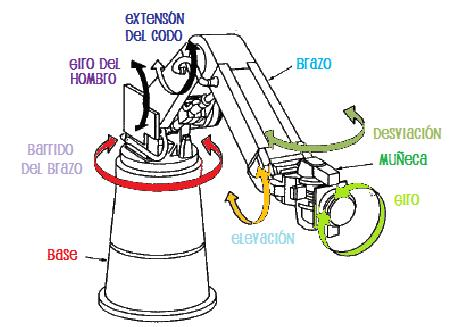 EXTENSÓN
DEL CODO
GIRO DEL
HOMBRO
BRAZO
DESVIACIÓN
BARRIDO
DEL BRAZO
MUÑECA
GIRO
ELEVACIÓN
BASE